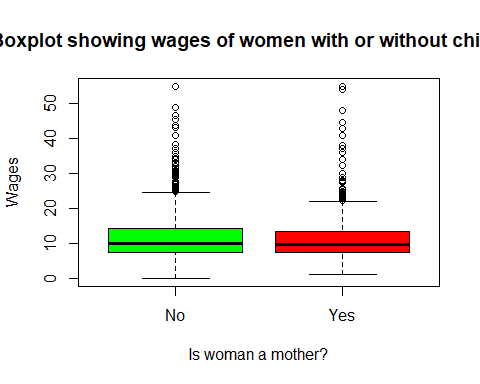 Boxplot showing wages of women with or without chi
50
40
30
20
10
0
Wages
No Yes
Is woman a mother?